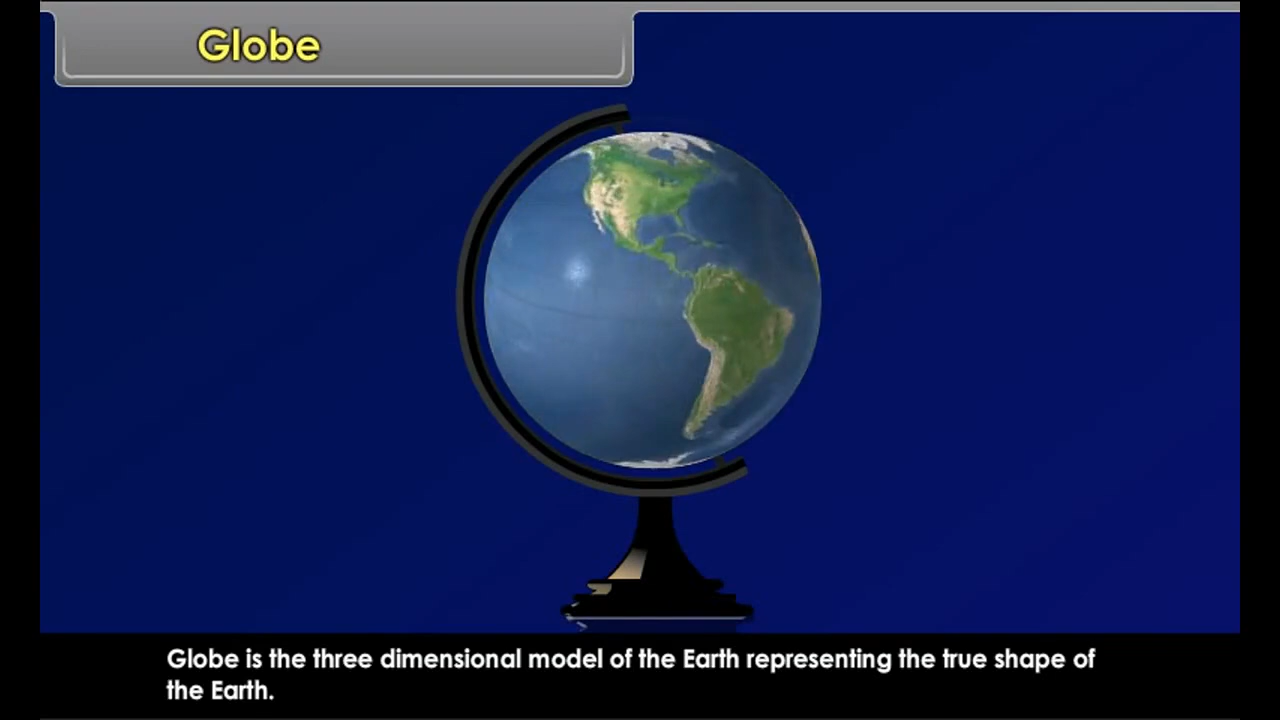 Globe
Globe is the three dimensional model of the Earth representing the true shape of
the Earth.